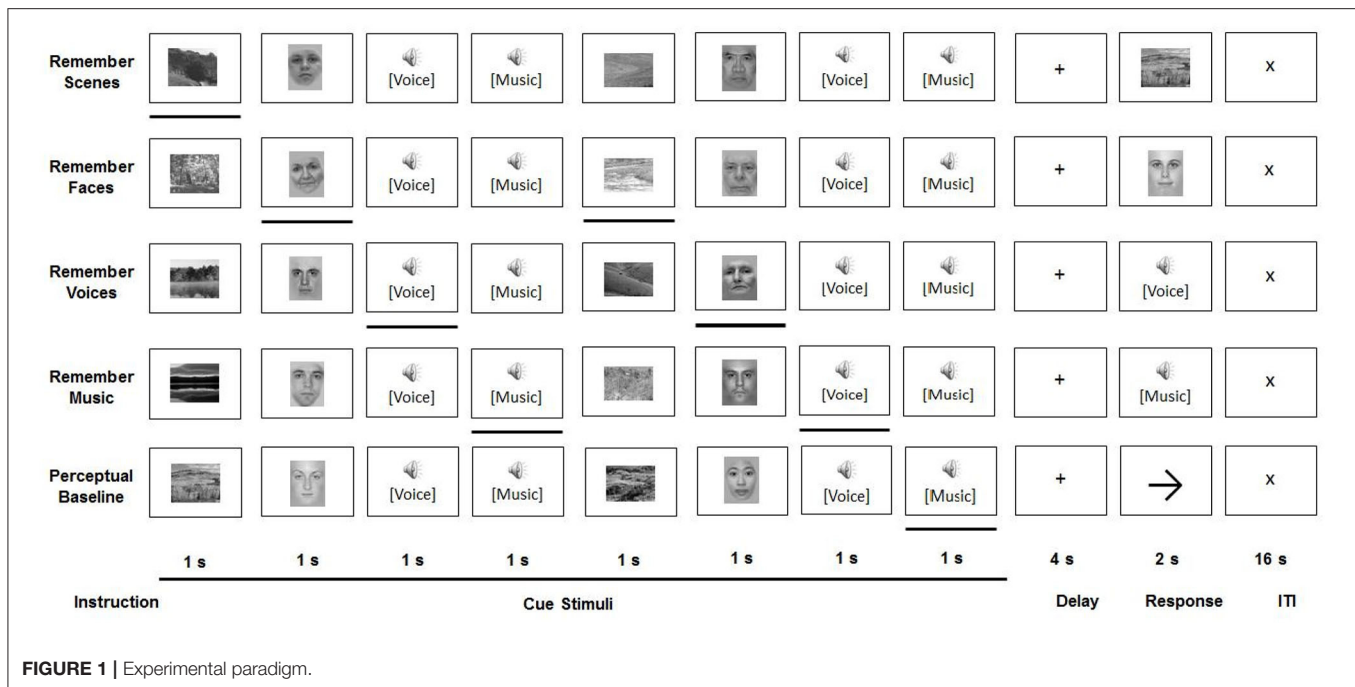 Remember
Scenes
[Voice]
[Music]
[Voice]
[Music]
+
x
Remember
Faces
[Voice]
[Music]
[Voice]
[Music]
+
x
Remember
Voices
[Voice]
[Music]
[Voice]
[Music]
+
[Voice]
x
Remember
Music
[Voice]
[Music]
[Voice]
[Music]
+
[Music]
x
Perceptual
Baseline
[Voice]
[Music]
[Voice]
[Music]
+
x
1 s 1 s 1 s 1 s 1 s 1 s 1 s 1 s 4 s 2 s 16 s
Instruction Cue Stimuli Delay Response ITI
FIGURE 1 | Experimental paradigm.